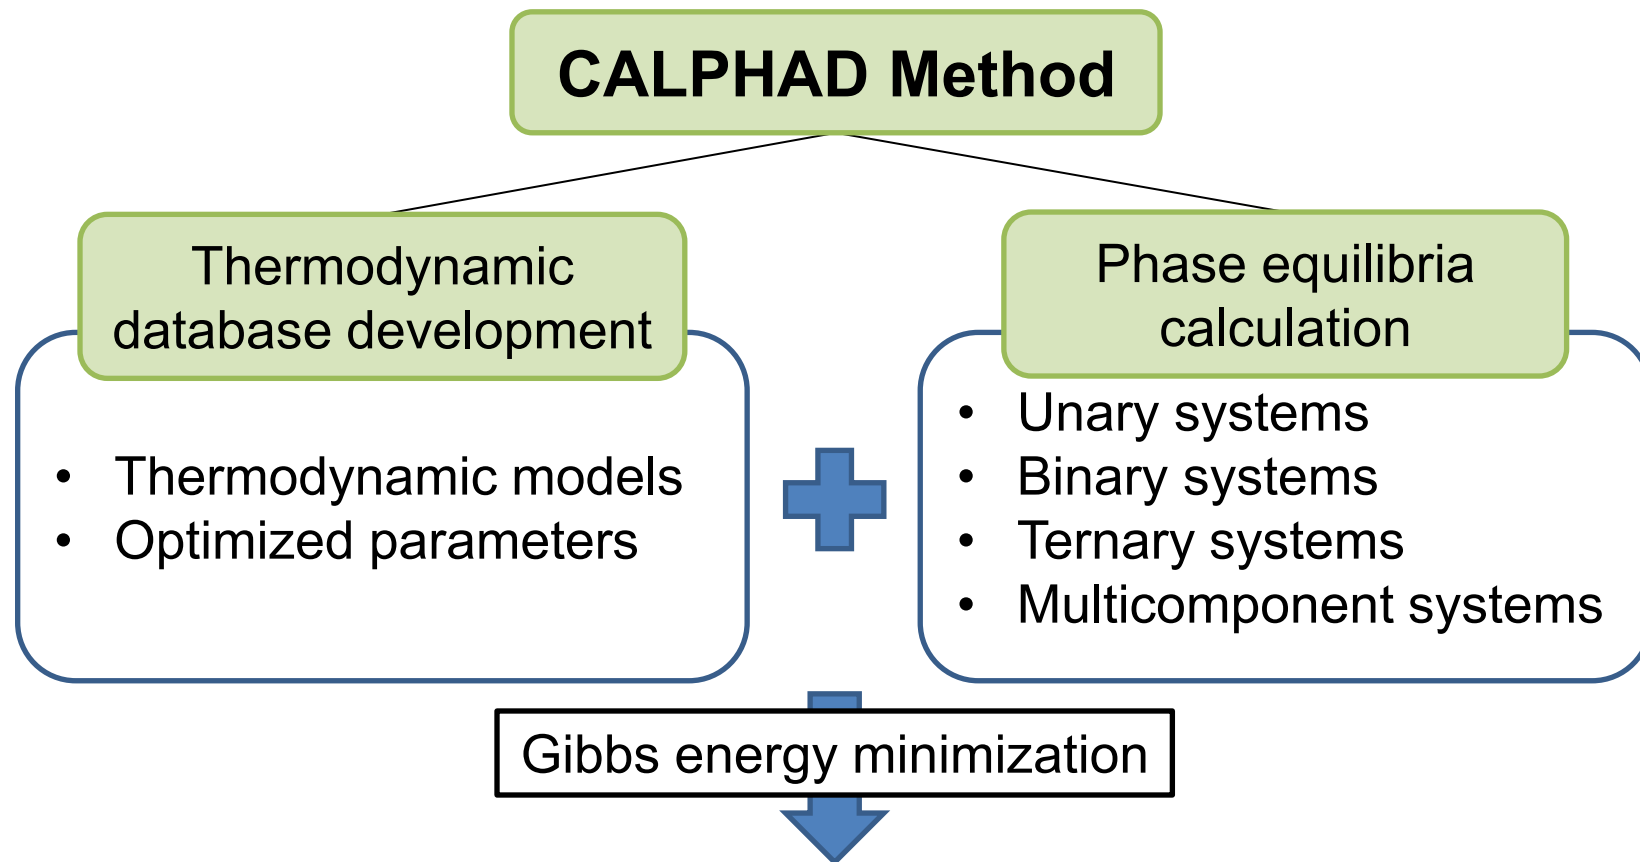 CALPHAD Method
Thermodynamic
database development
• Thermodynamic models
• Optimized parameters
Phase equilibria
calculation
• Unary systems
• Binary systems
• Ternary systems
• Multicomponent systems
Gibbs energy minimization